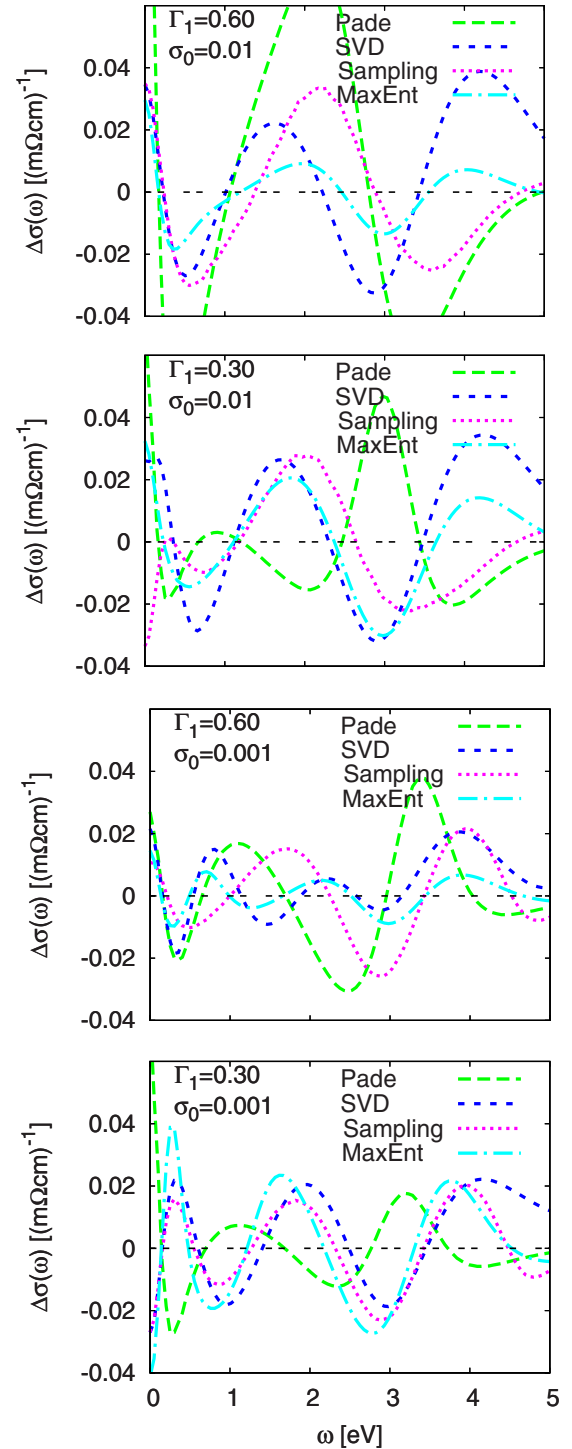 Γ₁=0.60
σ₀=0.01
Pade
SVD
Sampling
MaxEnt
0.04
0.02
0
-0.02
-0.04
Δσ(ω) [(mΩcm)⁻¹
Γ₁=0.30
σ₀=0.01
Pade
SVD
Sampling
MaxEnt
0.04
0.02
0
-0.02
-0.04
Δσ(ω) [(mΩcm)⁻¹]
Γ₁=0.60
σ₀=0.001
Pade
SVD
Sampling
MaxEnt
0.04
0.02
0
-0.02
-0.04
Δσ(ω) [(mΩcm)⁻¹]
Γ₁=0.30
σ₀=0.001
Pade
SVD
Sampling
MaxEnt
0.04
0.02
0
-0.02
-0.04
Δσ(ω) [(mΩcm)⁻¹]
0 1 2 3 4 5
ω [eV]